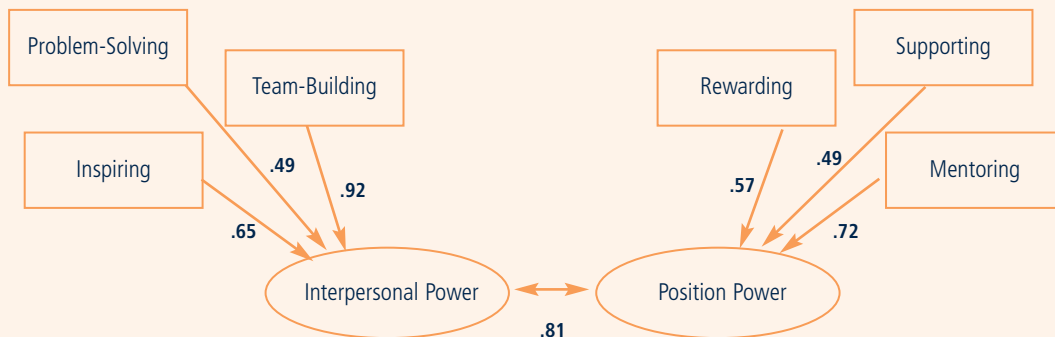 Problem-Solving
Supporting
Team-Building
Rewarding
Inspiring
.49
.92
.57
.49
Mentoring
.65
.72
Interpersonal Power
Position Power
.81